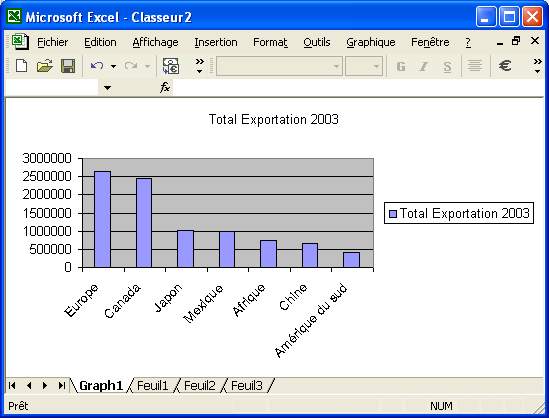 Microsoft Excel - Classeur2
Fichier Edition Affichage Insertion Format Outils Graphique Fenêtre ?
G I S €
fx
Total Exportation 2003
3000000
2500000
2000000
1500000
1000000
500000
0
Europe Canada Japon Mexique Afrique Chine Amérique du sud
Total Exportation 2003
Graph1 Feuil1 Feuil2 Feuil3
Prêt NUM